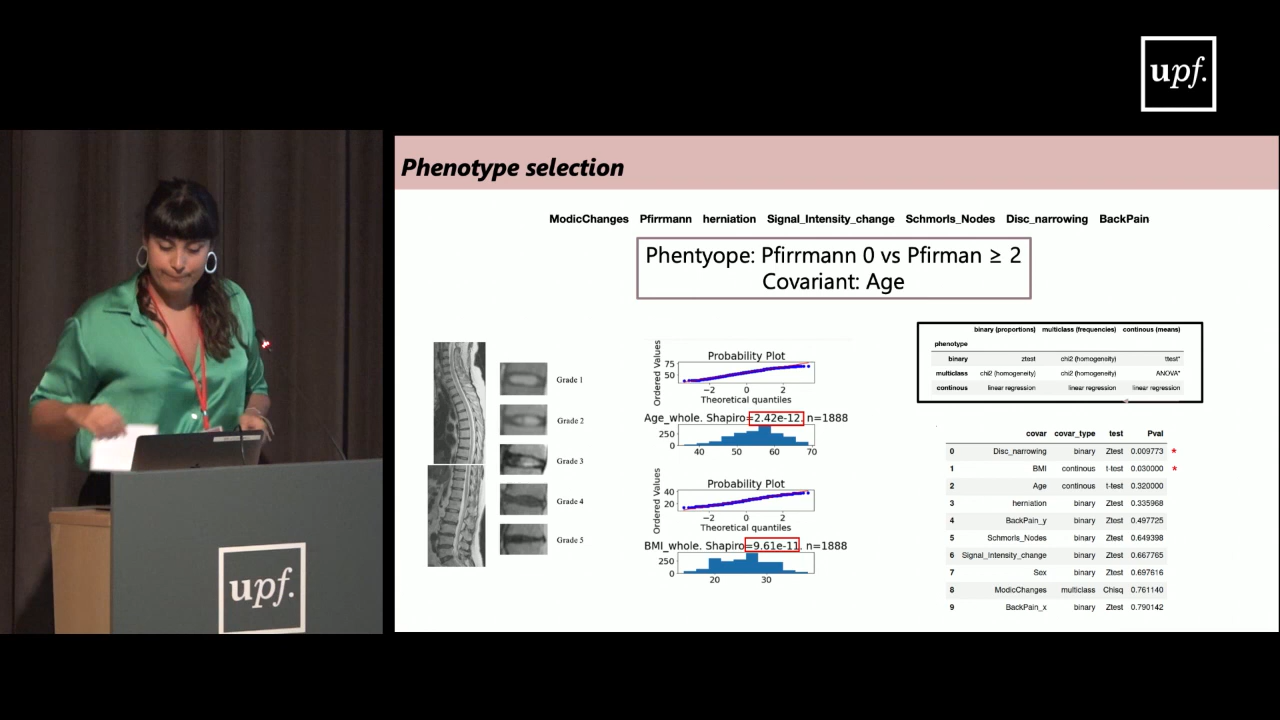 upf.
Phenotype selection
ModicChanges Pfirrmann herniation Signal_Intensity_change Schmorls_Nodes Disc_narrowing BackPain
Phentyope: Pfirrmann 0 vs Pfirman ≥ 2
Covariant: Age
Grade 1
Grade 2
Grade 3
Grade 4
Grade 5
Probability Plot
Ordered Values
75
50
−2 0 2
Theoretical quantiles
Age_whole. Shapiro=2.42e-12. n=1888
250
0
40 50 60 70
Probability Plot
Ordered Values
40
20
−2 0 2
Theoretical quantiles
BMI_whole. Shapiro=9.61e-11. n=1888
250
0
20 30
binary (proportions) multiclass (frequencies) continous (means)
phenotype
binary ztest chi2 (homogeneity) ttest*
multiclass chi2 (homogeneity) chi2 (homogeneity) ANOVA*
continous linear regression linear regression linear regression
covar covar_type test Pval
0 Disc_narrowing binary Ztest 0.009773 *
1 BMI continous t-test 0.030000 *
2 Age continous t-test 0.320000
3 herniation binary Ztest 0.335968
4 BackPain_y binary Ztest 0.497725
5 Schmorls_Nodes binary Ztest 0.649398
6 Signal_Intensity_change binary Ztest 0.667765
7 Sex binary Ztest 0.697616
8 ModicChanges multiclass Chisq 0.761140
9 BackPain_x binary Ztest 0.790142
upf.